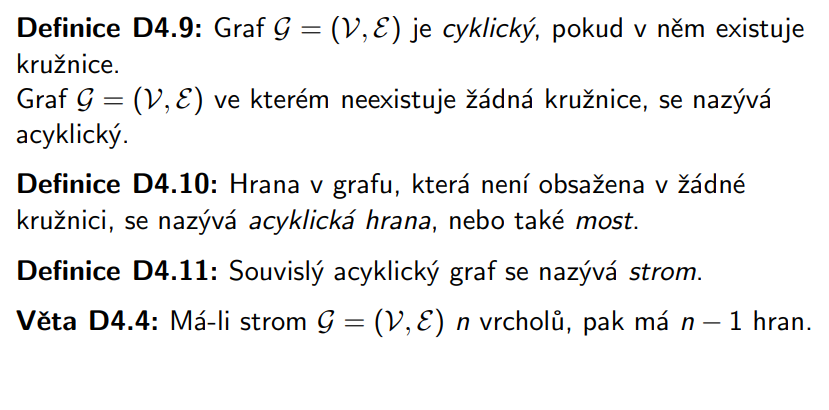 Definice D4.9: Graf 𝒢 = (𝒱, ℰ) je cyklický, pokud v něm existuje
kružnice.
Graf 𝒢 = (𝒱, ℰ) ve kterém neexistuje žádná kružnice, se nazývá
acyklický.
Definice D4.10: Hrana v grafu, která není obsažena v žádné
kružnici, se nazývá acyklická hrana, nebo také most.
Definice D4.11: Souvislý acyklický graf se nazývá strom.
Věta D4.4: Má-li strom 𝒢 = (𝒱, ℰ) n vrcholů, pak má n − 1 hran.